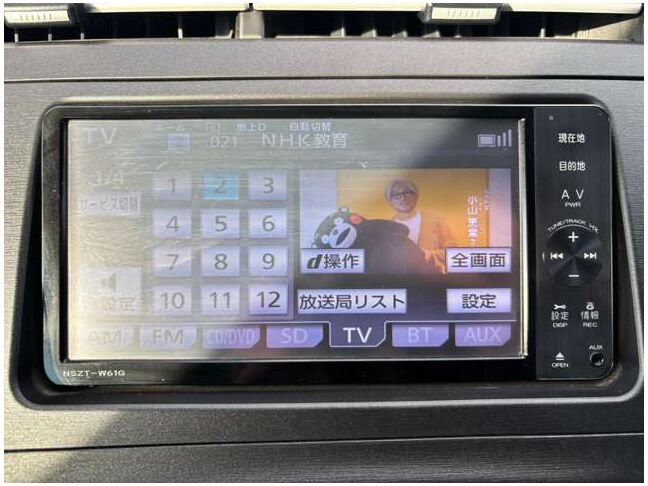 TV
ホーム 地上D 自動切替
021 NHK教育
3/4
サービス切替
1 2 3
4 5 6
7 8 9
10 11 12
小山薫堂
d操作 全画面
放送局リスト 設定
設定
AM FM CD/DVD SD TV BT AUX
NSZT-W61G
現在地
目的地
AV
PWR
TUNE/TRACK VOL
+
−
設定 情報
DISP REC
AUX
OPEN